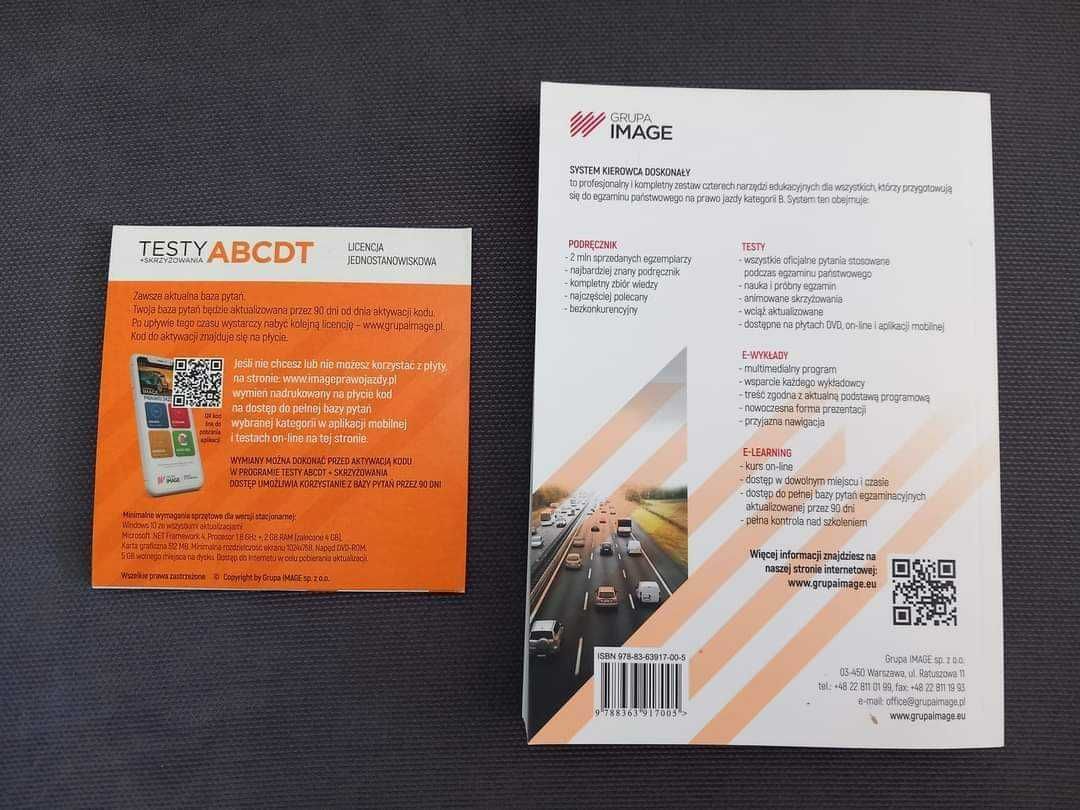 TESTY ABCDT
+SKRZYŻOWANIA
LICENCJA
JEDNOSTANOWISKOWA
Zawsze aktualna baza pytań.
Twoja baza pytań będzie aktualizowana przez 90 dni od dnia aktywacji kodu.
Po upływie tego czasu wystarczy nabyć kolejną licencję – www.grupaimage.pl.
Kod do aktywacji znajduje się na płycie.
Jeśli nie chcesz lub nie możesz korzystać z płyty,
na stronie: www.imageprawojazdy.pl
wymień nadrukowany na płycie kod
na dostęp do pełnej bazy pytań
wybranej kategorii w aplikacji mobilnej
i testach on-line na tej stronie.
QR kod
link do
pobrania
aplikacji
IMAGE
WYMIANY MOŻNA DOKONAĆ PRZED AKTYWACJĄ KODU
W PROGRAMIE TESTY ABCDT + SKRZYŻOWANIA
DOSTĘP UMOŻLIWIA KORZYSTANIE Z BAZY PYTAŃ PRZEZ 90 DNI
Minimalne wymagania sprzętowe dla wersji stacjonarnej:
Windows 10 ze wszystkimi aktualizacjami
Microsoft .NET Framework 4, Procesor 1.8 GHz +, 2 GB RAM (zalecane 4 GB),
Karta graficzna 512 MB, Minimalna rozdzielczość ekranu 1024x768, Napęd DVD-ROM,
5 GB wolnego miejsca na dysku. Dostęp do Internetu w celu pobierania aktualizacji.
Wszelkie prawa zastrzeżone © Copyright by Grupa IMAGE sp. z o.o.
GRUPA
IMAGE
SYSTEM KIEROWCA DOSKONAŁY
to profesjonalny i kompletny zestaw czterech narzędzi edukacyjnych dla wszystkich, którzy przygotowują
się do egzaminu państwowego na prawo jazdy kategorii B. System ten obejmuje:
PODRĘCZNIK
- 2 mln sprzedanych egzemplarzy
- najbardziej znany podręcznik
- kompletny zbiór wiedzy
- najczęściej polecany
- bezkonkurencyjny
TESTY
- wszystkie oficjalne pytania stosowane
podczas egzaminu państwowego
- nauka i próbny egzamin
- animowane skrzyżowania
- wciąż aktualizowane
- dostępne na płytach DVD, on-line i aplikacji mobilnej
E-WYKŁADY
- multimedialny program
- wsparcie każdego wykładowcy
- treść zgodna z aktualną podstawą programową
- nowoczesna forma prezentacji
- przyjazna nawigacja
E-LEARNING
- kurs on-line
- dostęp w dowolnym miejscu i czasie
- dostęp do pełnej bazy pytań egzaminacyjnych
aktualizowanej przez 90 dni
- pełna kontrola nad szkoleniem
Więcej informacji znajdziesz na
naszej stronie internetowej:
www.grupaimage.eu
ISBN 978-83-63917-00-5
9 788363 917005 >
Grupa IMAGE sp. z o.o.
03-450 Warszawa, ul. Ratuszowa 11
tel.: +48 22 811 01 99, fax: +48 22 811 19 93
e-mail: office@grupaimage.pl
www.grupaimage.eu